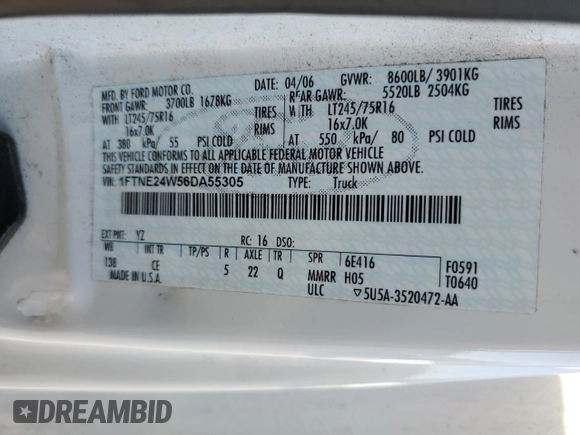 MFD. BY FORD MOTOR CO.
DATE: 04/06 GVWR: 8600LB/ 3901KG
FRONT GAWR: 3700LB 1678KG
REAR GAWR: 5520LB 2504KG
WITH LT245/75R16 TIRES
WITH LT245/75R16 TIRES
16x7.0K RIMS
16x7.0K RIMS
AT 380 kPa/ 55 PSI COLD
AT 550 kPa/ 80 PSI COLD
THIS VEHICLE CONFORMS TO ALL APPLICABLE FEDERAL MOTOR VEHICLE
SAFETY STANDARDS IN EFFECT ON THE DATE OF MANUFACTURE SHOWN ABOVE.
VIN: 1FTNE24W56DA55305 TYPE: Truck
EXT PNT: YZ RC: 16 DSO:
WB INT TR TP/PS R AXLE TR SPR 6E416 F0591
138 CE 5 22 Q MMRR H05 T0640
MADE IN U.S.A. ULC ▽5U5A-3520472-AA
DREAMBID